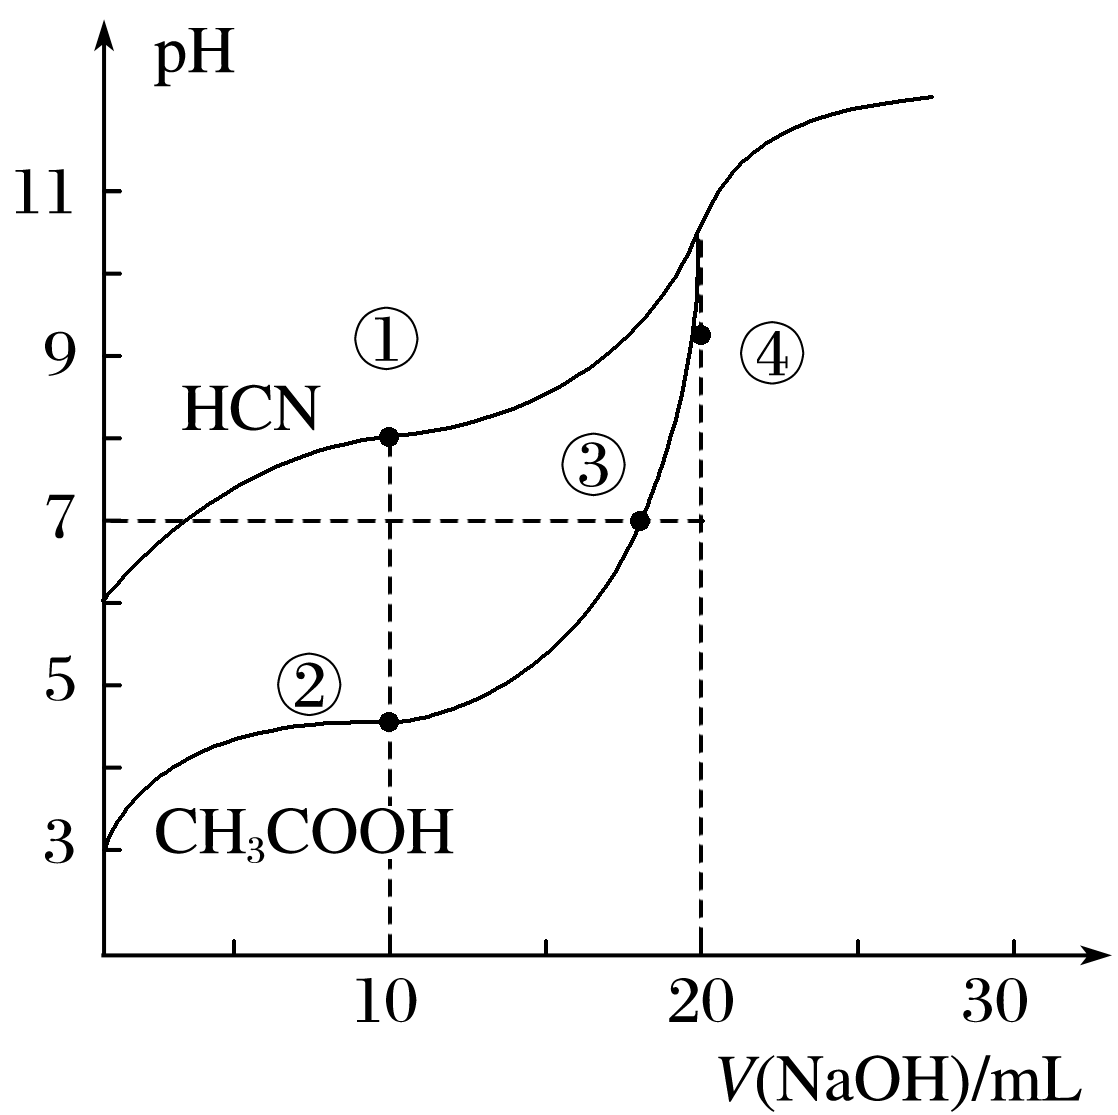 pH
11
①
9
④
HCN
③
7
②
5
CH₃COOH
3
10 20 30
V(NaOH)/mL